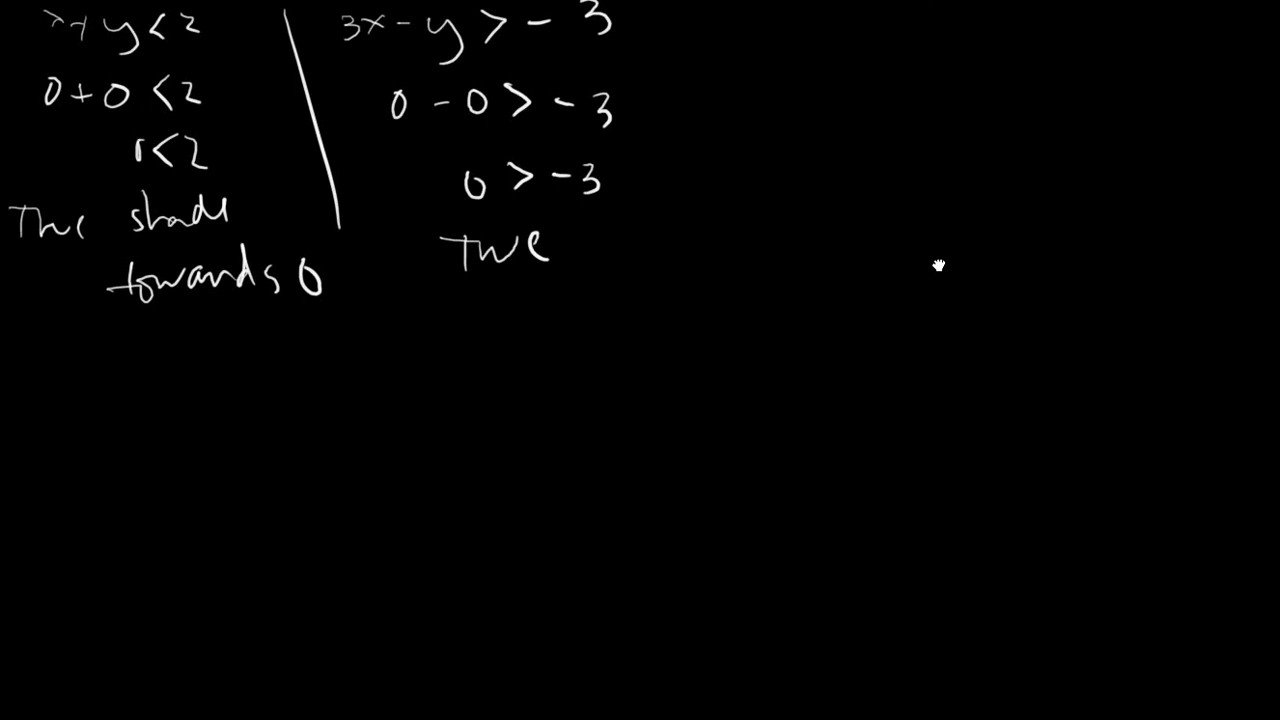 x+y<2
0+0<2
0<2
True shade
towards 0
3x-y>-3
0-0>-3
0>-3
True